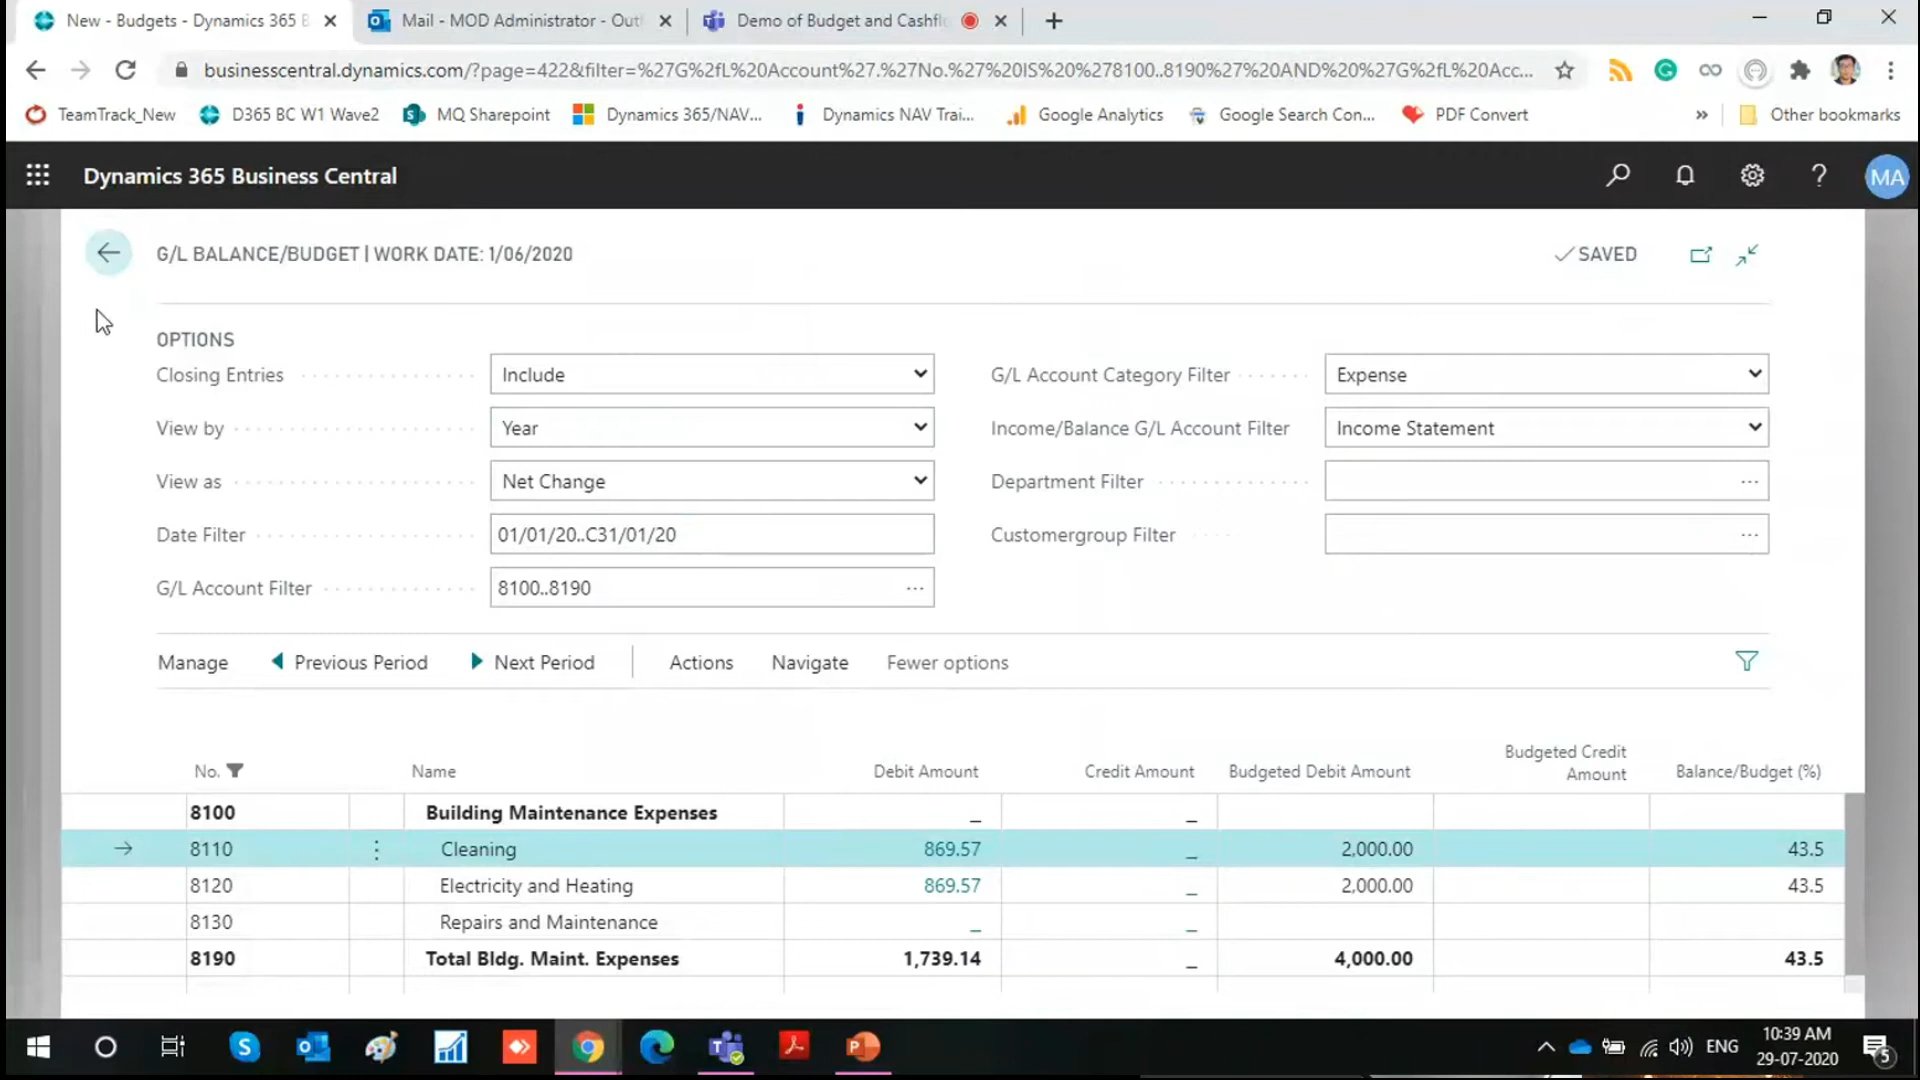 New - Budgets - Dynamics 365 B
Mail - MOD Administrator - Out
Demo of Budget and Cashfl
businesscentral.dynamics.com/?page=422&filter=%27G%2fL%20Account%27.%27No.%27%20IS%20%278100..8190%27%20AND%20%27G%2fL%20Acc...
TeamTrack_New
D365 BC W1 Wave2
MQ Sharepoint
Dynamics 365/NAV...
Dynamics NAV Trai...
Google Analytics
Google Search Con...
PDF Convert
»
Other bookmarks
Dynamics 365 Business Central
MA
G/L BALANCE/BUDGET | WORK DATE: 1/06/2020
SAVED
OPTIONS
Closing Entries Include
G/L Account Category Filter Expense
View by Year
Income/Balance G/L Account Filter Income Statement
View as Net Change
Department Filter
Date Filter 01/01/20..C31/01/20
Customergroup Filter
G/L Account Filter 8100..8190
Manage Previous Period Next Period Actions Navigate Fewer options
No. Name Debit Amount Credit Amount Budgeted Debit Amount Budgeted Credit Amount Balance/Budget (%)
8100 Building Maintenance Expenses _ _
8110 Cleaning 869.57 _ 2,000.00 43.5
8120 Electricity and Heating 869.57 _ 2,000.00 43.5
8130 Repairs and Maintenance _ _
8190 Total Bldg. Maint. Expenses 1,739.14 _ 4,000.00 43.5
ENG
10:39 AM
29-07-2020
5